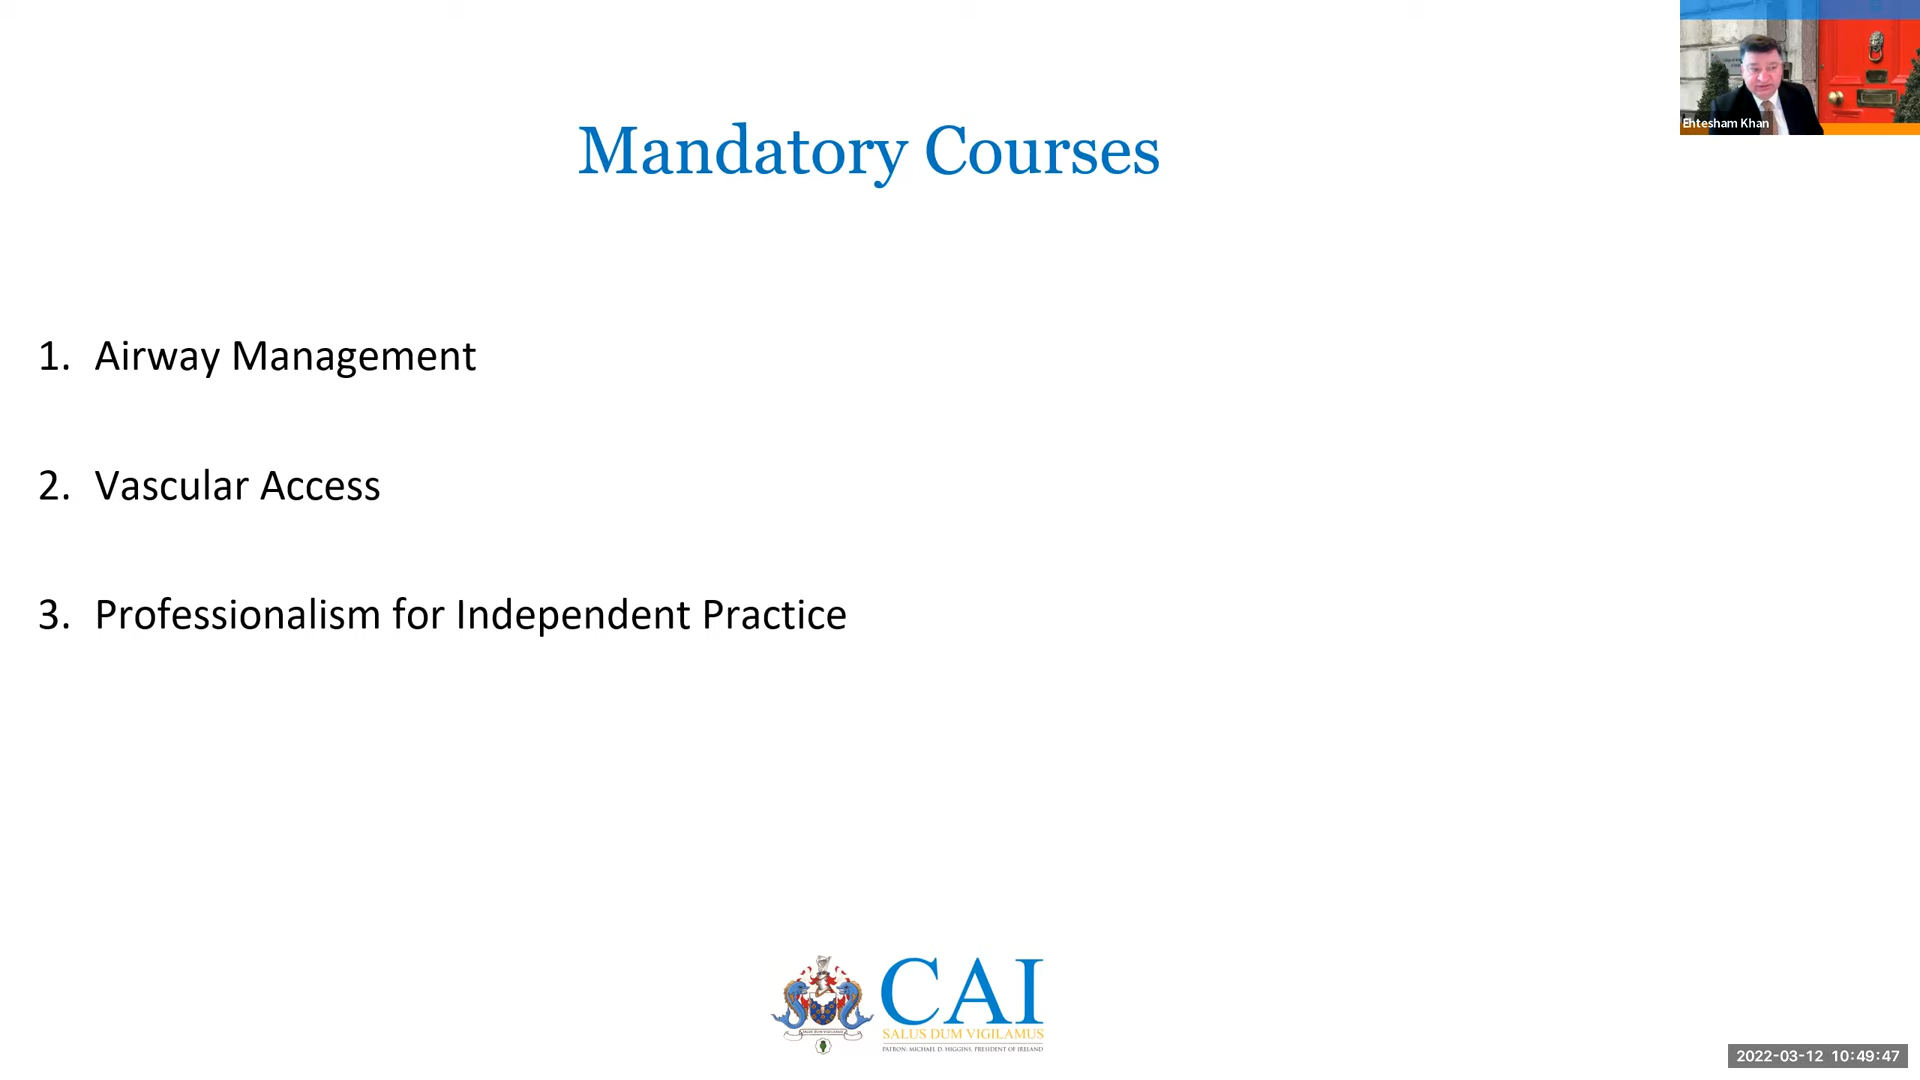 Mandatory Courses
Ehtesham Khan
1. Airway Management
2. Vascular Access
3. Professionalism for Independent Practice
CAI
SALUS DUM VIGILAMUS
PATRON: MICHAEL D. HIGGINS, PRESIDENT OF IRELAND
2022-03-12 10:49:47